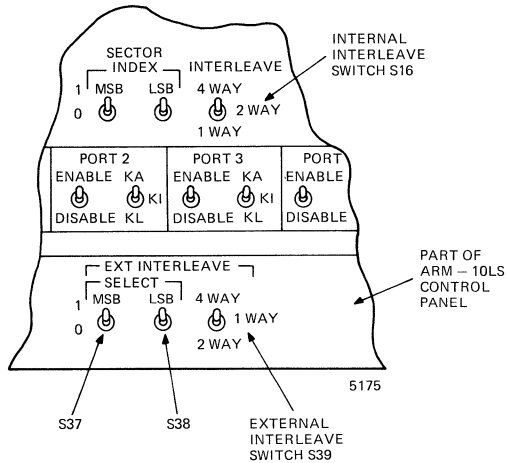 SECTOR
INDEX
INTERLEAVE
1 MSB LSB 4 WAY
0 2 WAY
1 WAY
INTERNAL
INTERLEAVE
SWITCH S16
PORT 2 PORT 3 PORT
ENABLE KA ENABLE KA ENABLE
KI KI
DISABLE KL DISABLE KL DISABLE
EXT INTERLEAVE
SELECT
1 MSB LSB 4 WAY
0 1 WAY
2 WAY
PART OF
ARM – 10LS
CONTROL
PANEL
5175
S37 S38
EXTERNAL
INTERLEAVE
SWITCH S39